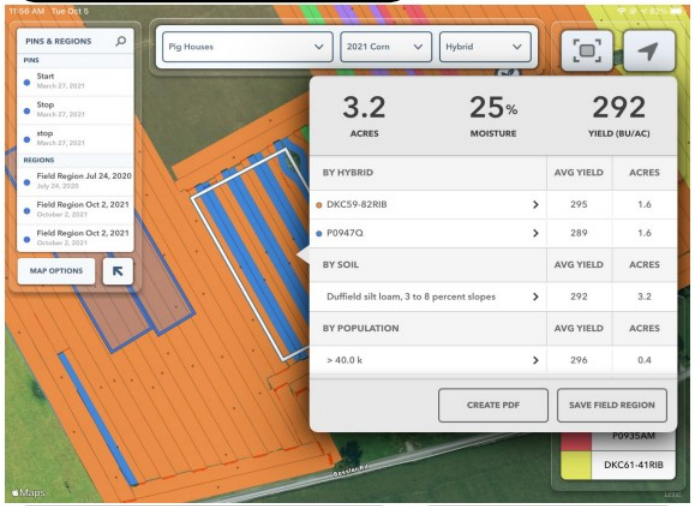 11:56 AM Tue Oct 5
82%
PINS & REGIONS
PINS
Start
March 27, 2021
Stop
March 27, 2021
stop
March 27, 2021
REGIONS
Field Region Jul 24, 2020
July 24, 2020
Field Region Oct 2, 2021
October 2, 2021
Field Region Oct 2, 2021
October 2, 2021
MAP OPTIONS
Pig Houses
2021 Corn
Hybrid
3.2
ACRES
25%
MOISTURE
292
YIELD (BU/AC)
BY HYBRID AVG YIELD ACRES
DKC59-82RIB 295 1.6
P0947Q 289 1.6
BY SOIL AVG YIELD ACRES
Duffield silt loam, 3 to 8 percent slopes 292 3.2
BY POPULATION AVG YIELD ACRES
> 40.0 k 296 0.4
CREATE PDF
SAVE FIELD REGION
P0935AM
DKC61-41RIB
Maps
Legal